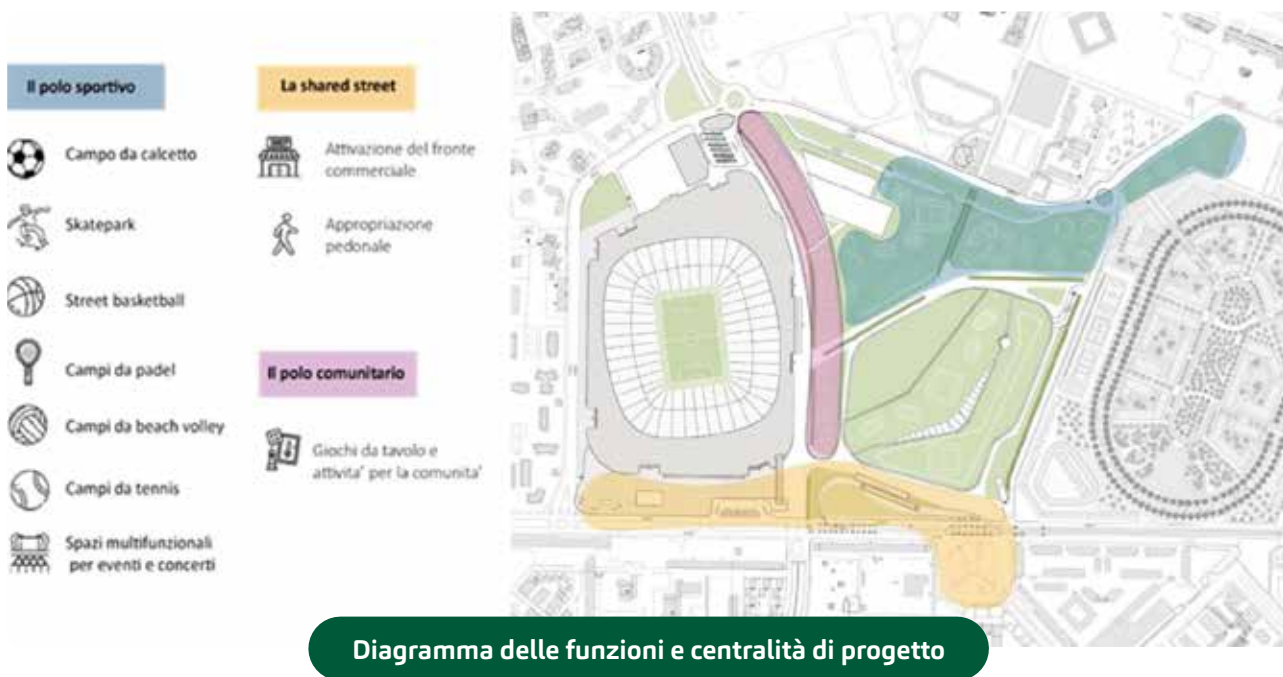 Il polo sportivo
Campo da calcetto
Skatepark
Street basketball
Campi da padel
Campi da beach volley
Campi da tennis
Spazi multifunzionali
per eventi e concerti
La shared street
Attivazione del fronte
commerciale
Appropriazione
pedonale
Il polo comunitario
Giochi da tavolo e
attivita' per la comunita'
Diagramma delle funzioni e centralità di progetto